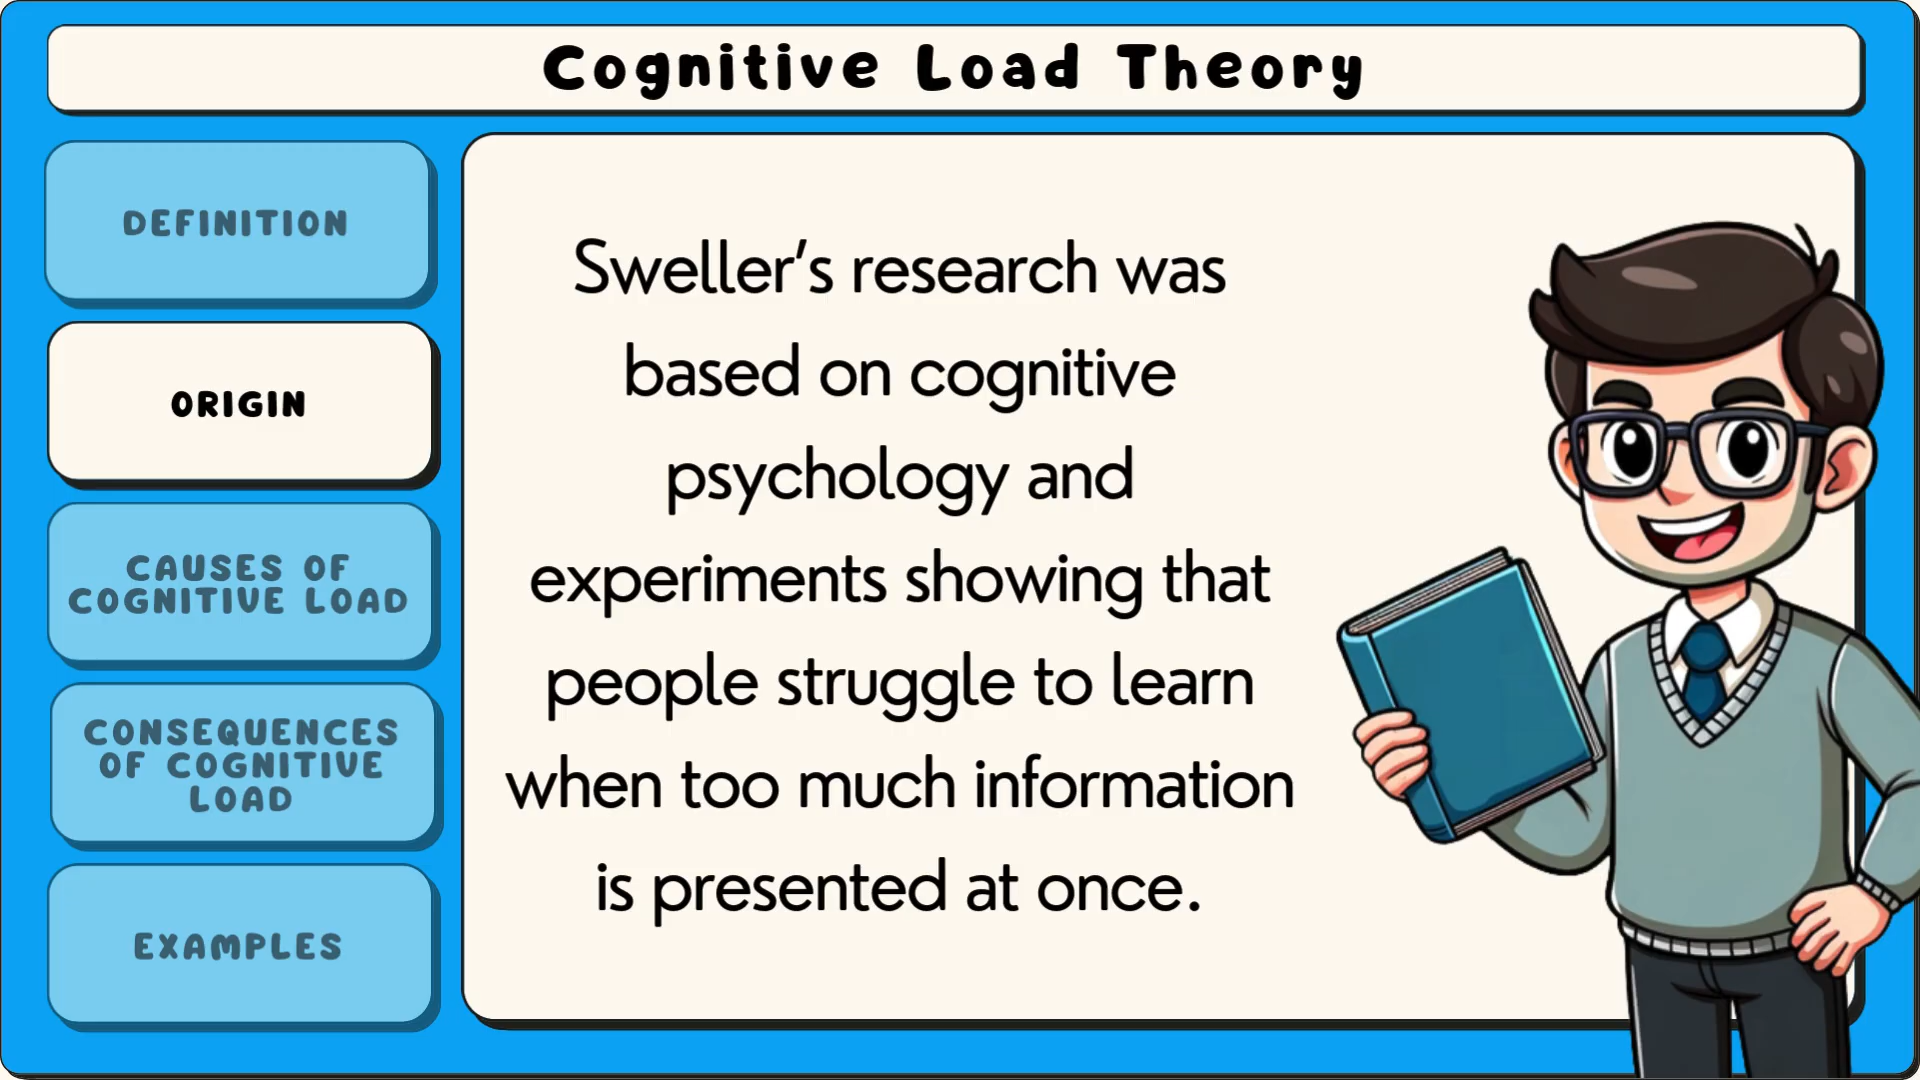 Cognitive Load Theory
DEFINITION
ORIGIN
CAUSES OF
COGNITIVE LOAD
CONSEQUENCES
OF COGNITIVE
LOAD
EXAMPLES
Sweller’s research was
based on cognitive
psychology and
experiments showing that
people struggle to learn
when too much information
is presented at once.